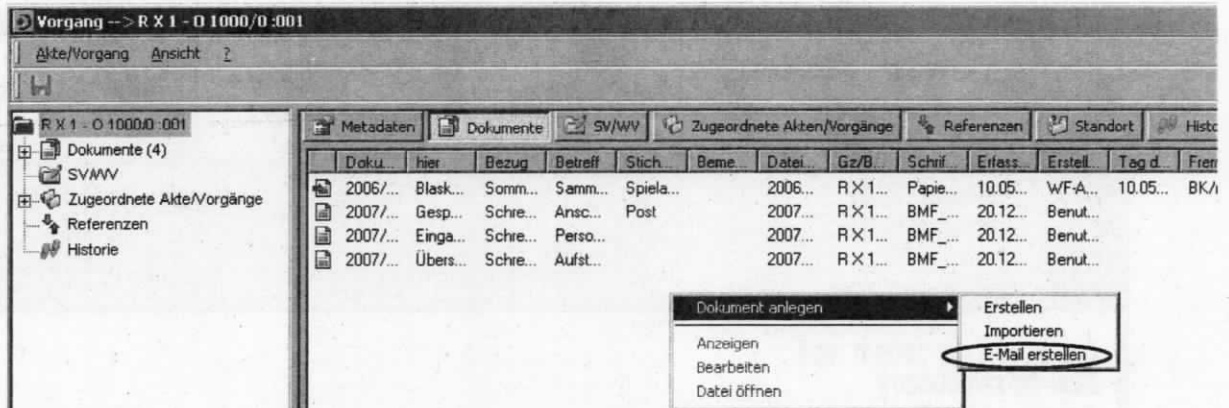 Vorgang --> R X 1 - O 1000/0 :001
Akte/Vorgang Ansicht ?
R X 1 - O 1000/0 :001
Dokumente (4)
SV/WV
Zugeordnete Akte/Vorgänge
Referenzen
Historie
Metadaten Dokumente SV/WV Zugeordnete Akten/Vorgänge Referenzen Standort Histo
Doku... hier Bezug Betreff Stich... Beme... Datei... Gz/B... Schrif... Erfass... Erstell... Tag d... Frem
2006/... Blask... Somm... Samm... Spiela... 2006... R X 1... Papie... 10.05... WF-A... 10.05... BK/
2007/... Gesp... Schre... Ansc... Post 2007... R X 1... BMF_... 20.12... Benut...
2007/... Einga... Schre... Perso... 2007... R X 1... BMF_... 20.12... Benut...
2007/... Übers... Schre... Aufst... 2007... R X 1... BMF_... 20.12... Benut...
Dokument anlegen
Anzeigen
Bearbeiten
Datei öffnen
Erstellen
Importieren
E-Mail erstellen